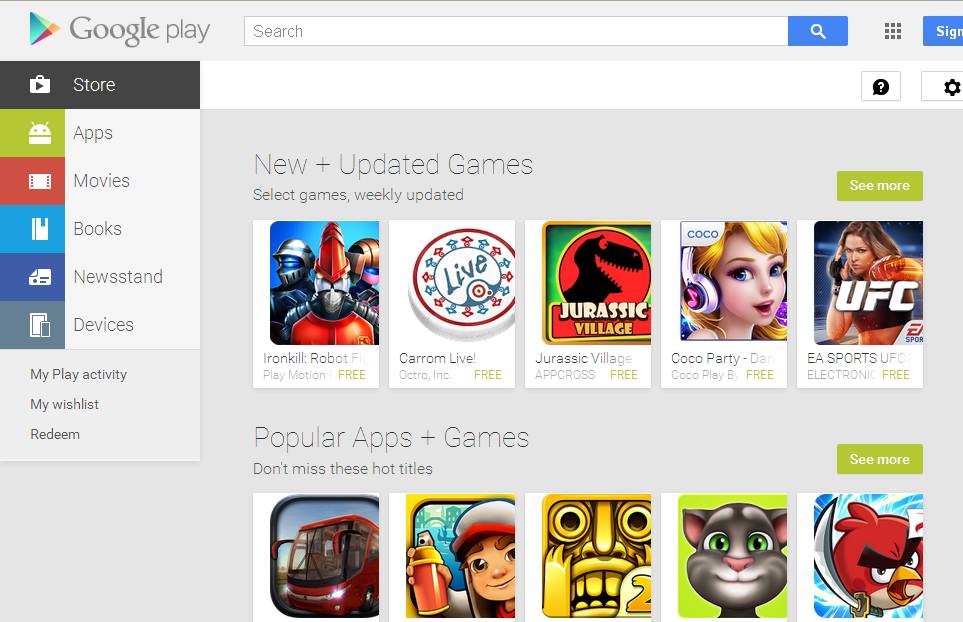 Google play
Search
Sign
Store
Apps
Movies
Books
Newsstand
Devices
My Play activity
My wishlist
Redeem
New + Updated Games
Select games, weekly updated
See more
Live
JURASSIC
VILLAGE
COCO
UFC
EA
SPOR
Ironkill: Robot Fi
Play Motion
FREE
Carrom Live!
Octro, Inc.
FREE
Jurassic Village
APPCROSS
FREE
Coco Party - Dan
Coco Play By
FREE
EA SPORTS UFC
ELECTRONIC
FREE
Popular Apps + Games
Don't miss these hot titles
See more
2